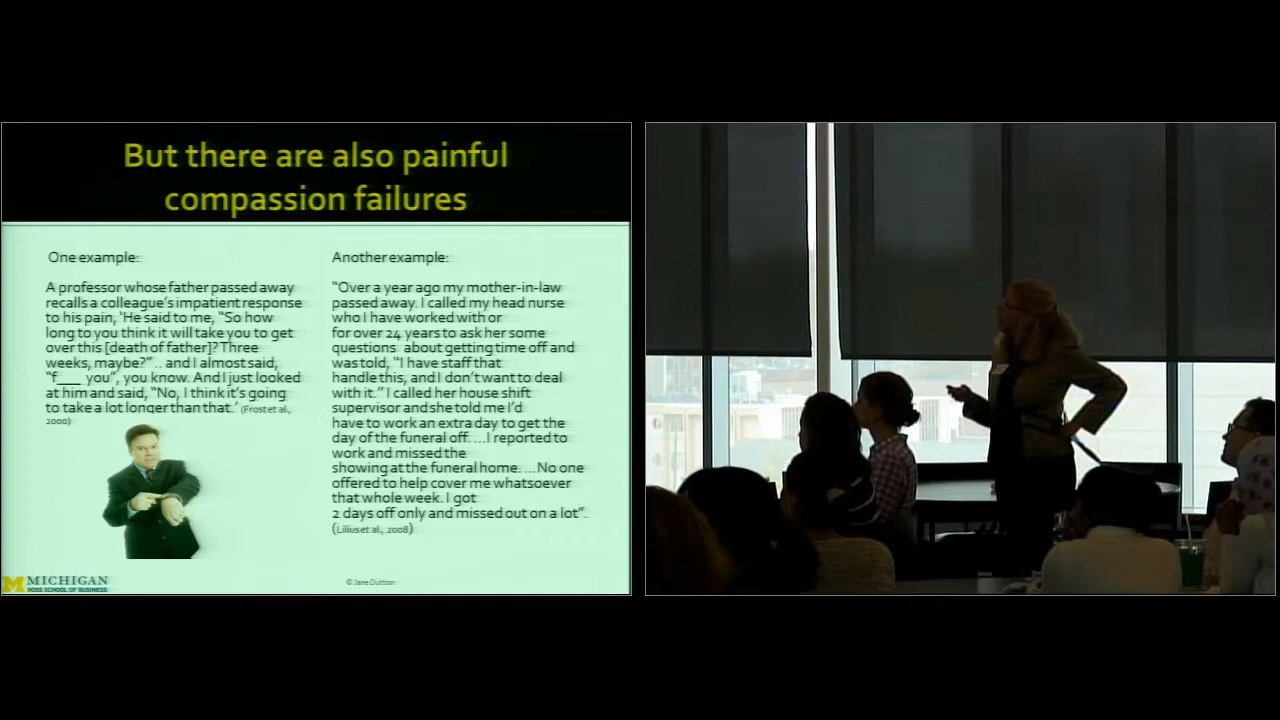 But there are also painful
compassion failures
One example:
A professor whose father passed away
recalls a colleague's impatient response
to his pain, 'He said to me, "So how
long to you think it will take you to get
over this [death of father]? Three
weeks, maybe?" .. and I almost said,
"f___ you", you know. And I just looked
at him and said, "No, I think it's going
to take a lot longer than that.' (Frost et al.,
2000)
Another example:
"Over a year ago my mother-in-law
passed away. I called my head nurse
who I have worked with or
for over 24 years to ask her some
questions about getting time off and
was told, "I have staff that
handle this, and I don't want to deal
with it." I called her house shift
supervisor and she told me I'd
have to work an extra day to get the
day of the funeral off. ...I reported to
work and missed the
showing at the funeral home. ...No one
offered to help cover me whatsoever
that whole week. I got
2 days off only and missed out on a lot".
(Lilius et al., 2008)
M MICHIGAN
ROSS SCHOOL OF BUSINESS
© Jane Dutton